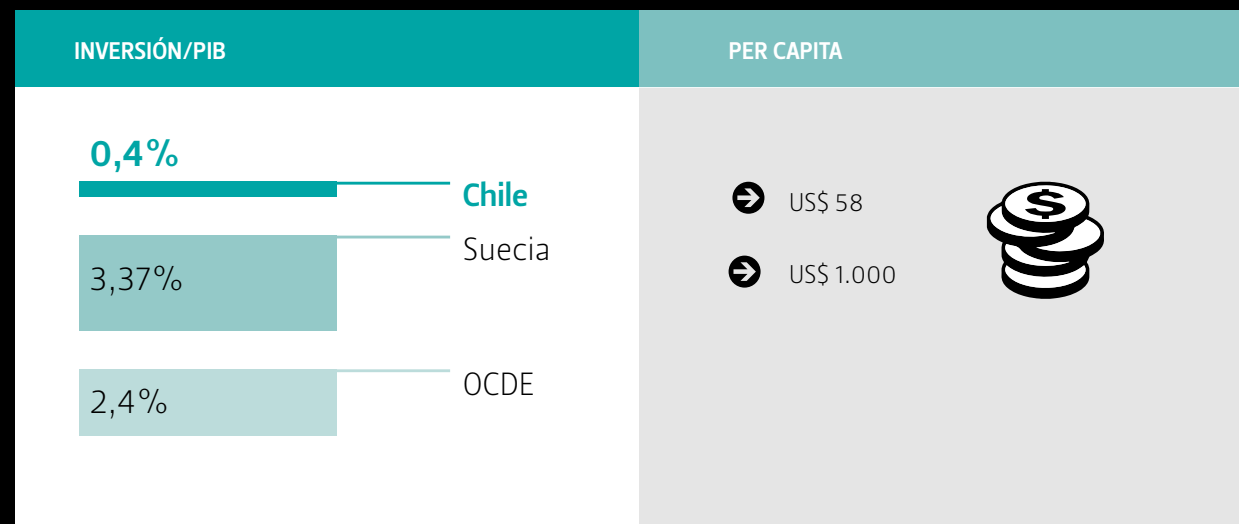 INVERSIÓN/PIB
PER CAPITA
0,4%
Chile
Suecia
3,37%
OCDE
2,4%
US$ 58
US$ 1.000
$